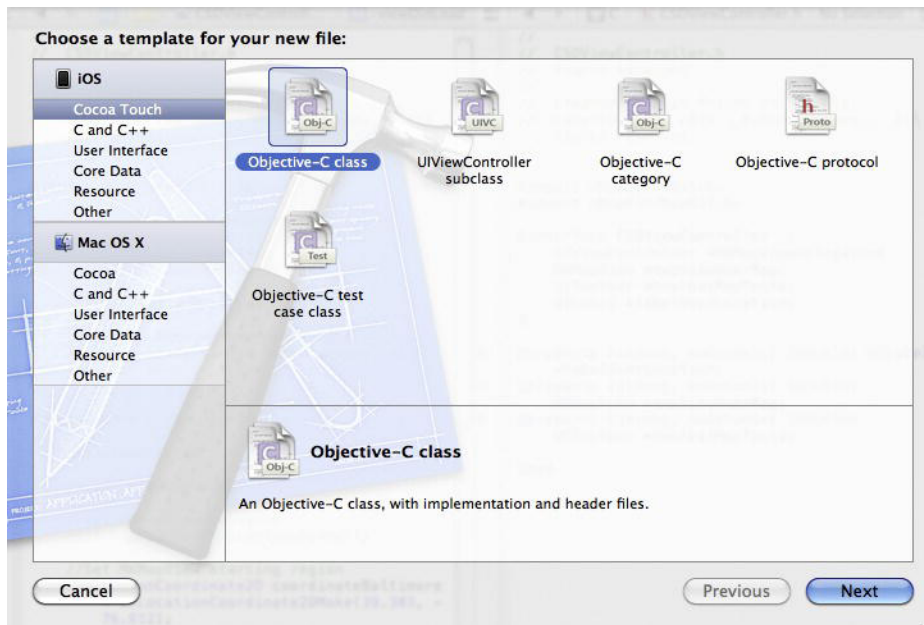 Choose a template for your new file:
iOS
Cocoa Touch
C and C++
User Interface
Core Data
Resource
Other
Mac OS X
Cocoa
C and C++
User Interface
Core Data
Resource
Other
Obj-C
Objective-C class
UIVC
UIViewController
subclass
Obj-C
Objective-C
category
h
Proto
Objective-C protocol
Test
Objective-C test
case class
Obj-C
Objective-C class
An Objective-C class, with implementation and header files.
Cancel
Previous
Next